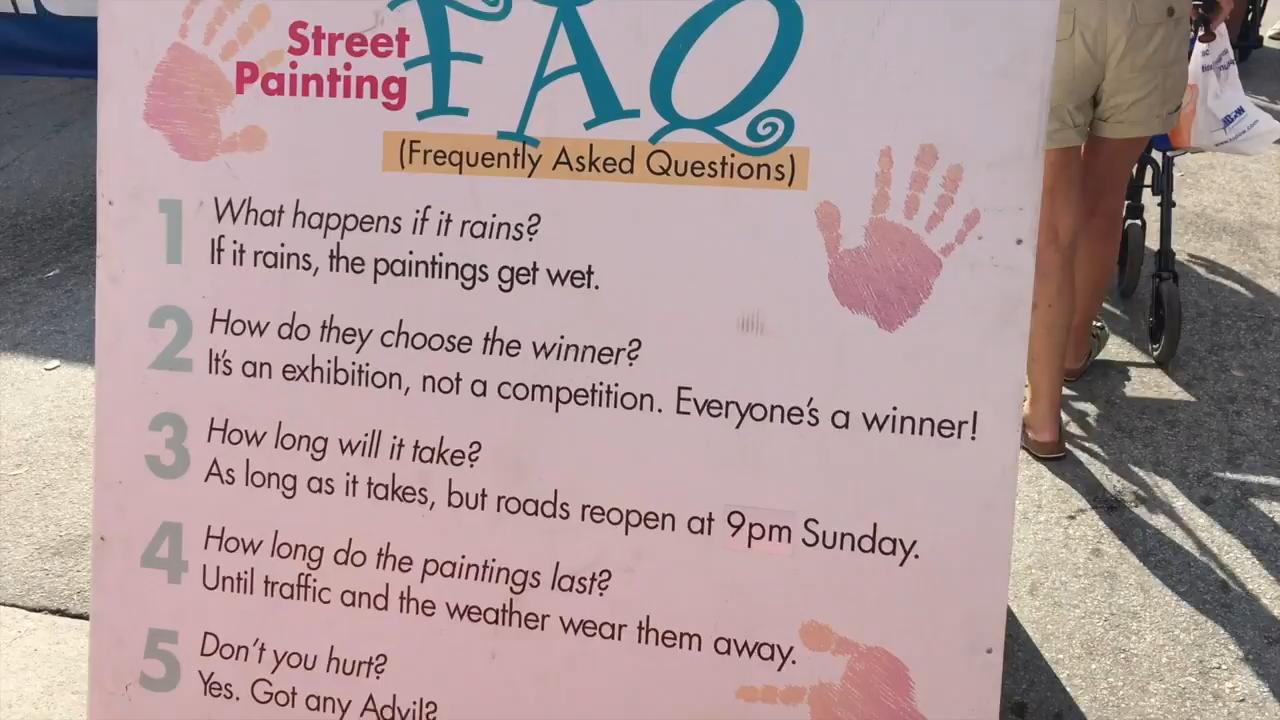 Street
Painting
FAQ
(Frequently Asked Questions)
1 What happens if it rains?
If it rains, the paintings get wet.
2 How do they choose the winner?
It's an exhibition, not a competition. Everyone's a winner!
3 How long will it take?
As long as it takes, but roads reopen at 9pm Sunday.
4 How long do the paintings last?
Until traffic and the weather wear them away.
5 Don't you hurt?
Yes. Got any Advil?